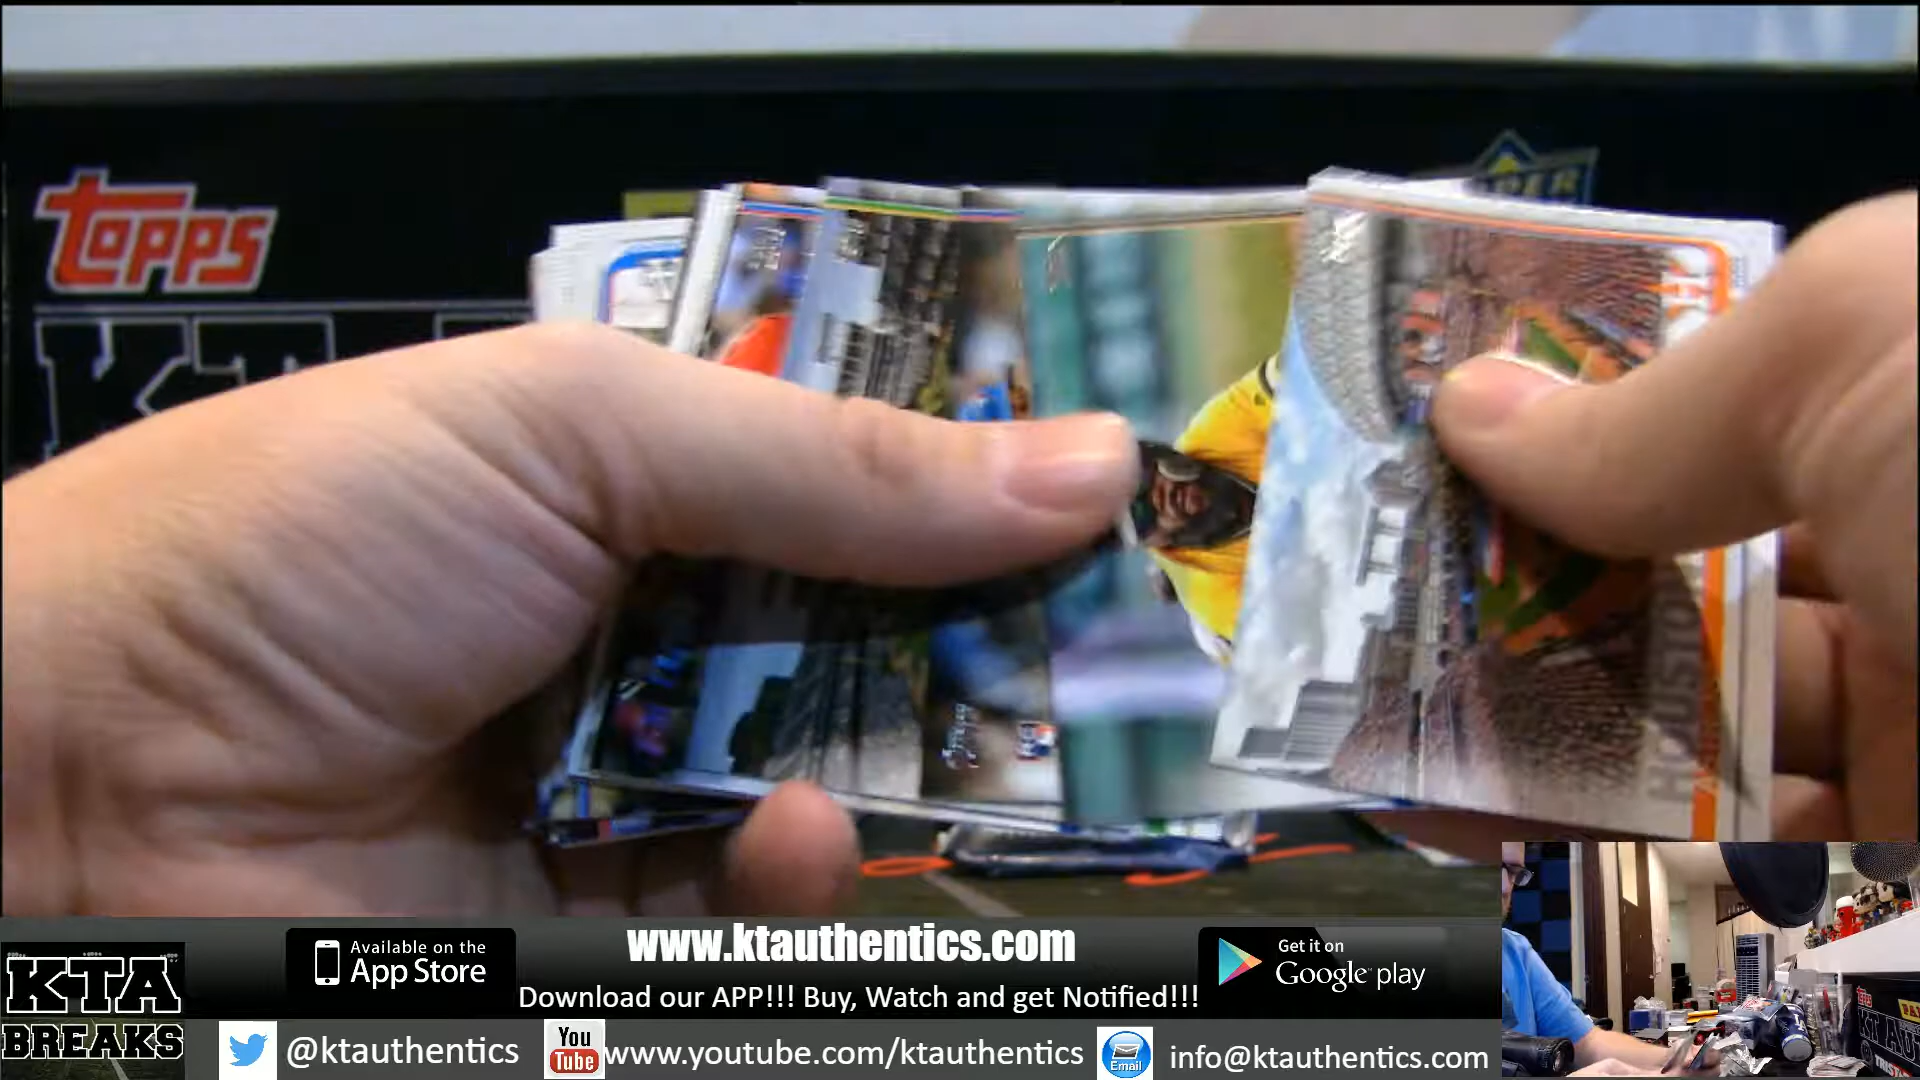 TOPPS
KT
www.ktauthentics.com
Available on the
App Store
Get it on
Google play
Download our APP!!! Buy, Watch and get Notified!!!
KTA
BREAKS
@ktauthentics
You
Tube
www.youtube.com/ktauthentics
Email
info@ktauthentics.com